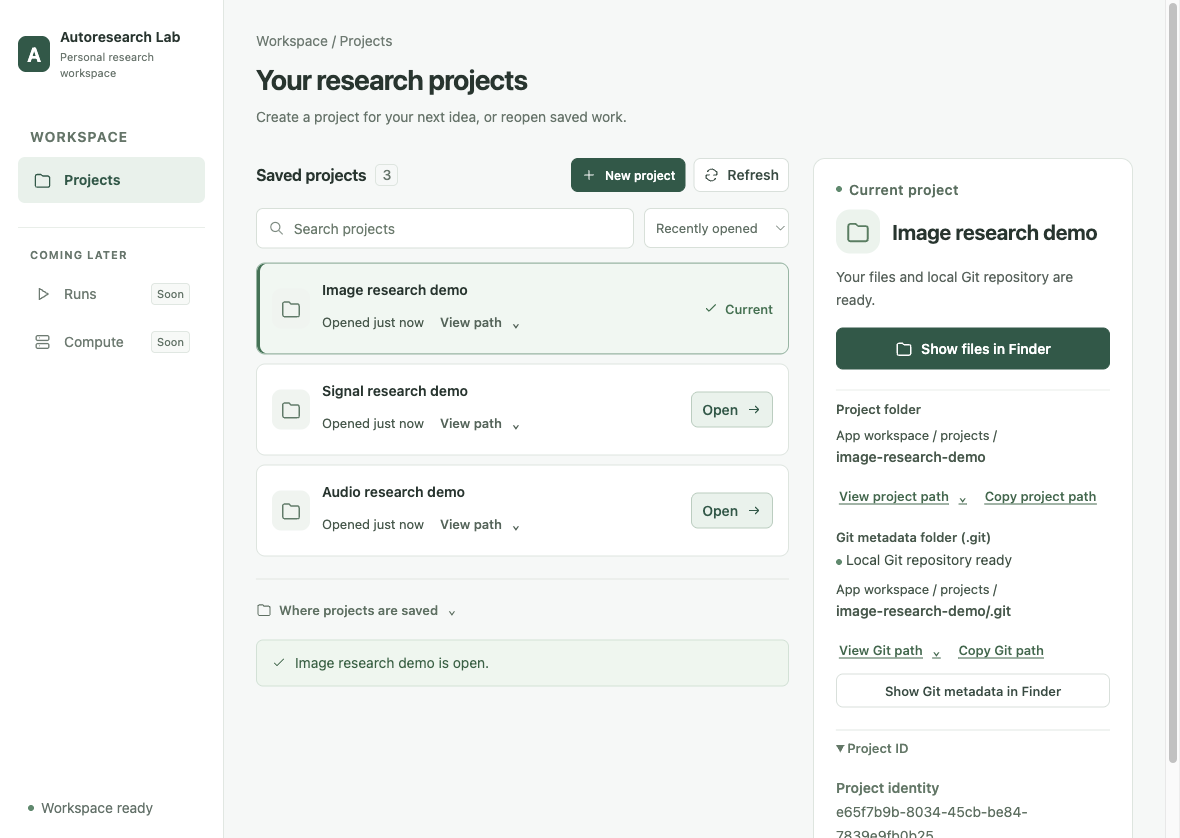 A
Autoresearch Lab
Personal research
workspace
WORKSPACE
Projects
COMING LATER
Runs Soon
Compute Soon
Workspace ready
Workspace / Projects
Your research projects
Create a project for your next idea, or reopen saved work.
Saved projects 3
+ New project
Refresh
Search projects
Recently opened
Image research demo
Opened just now View path
Current
Signal research demo
Opened just now View path
Open →
Audio research demo
Opened just now View path
Open →
Where projects are saved
Image research demo is open.
Current project
Image research demo
Your files and local Git repository are
ready.
Show files in Finder
Project folder
App workspace / projects /
image-research-demo
View project path Copy project path
Git metadata folder (.git)
Local Git repository ready
App workspace / projects /
image-research-demo/.git
View Git path Copy Git path
Show Git metadata in Finder
Project ID
Project identity
e65f7b9b-8034-45cb-be84-
7839e9fb0b25